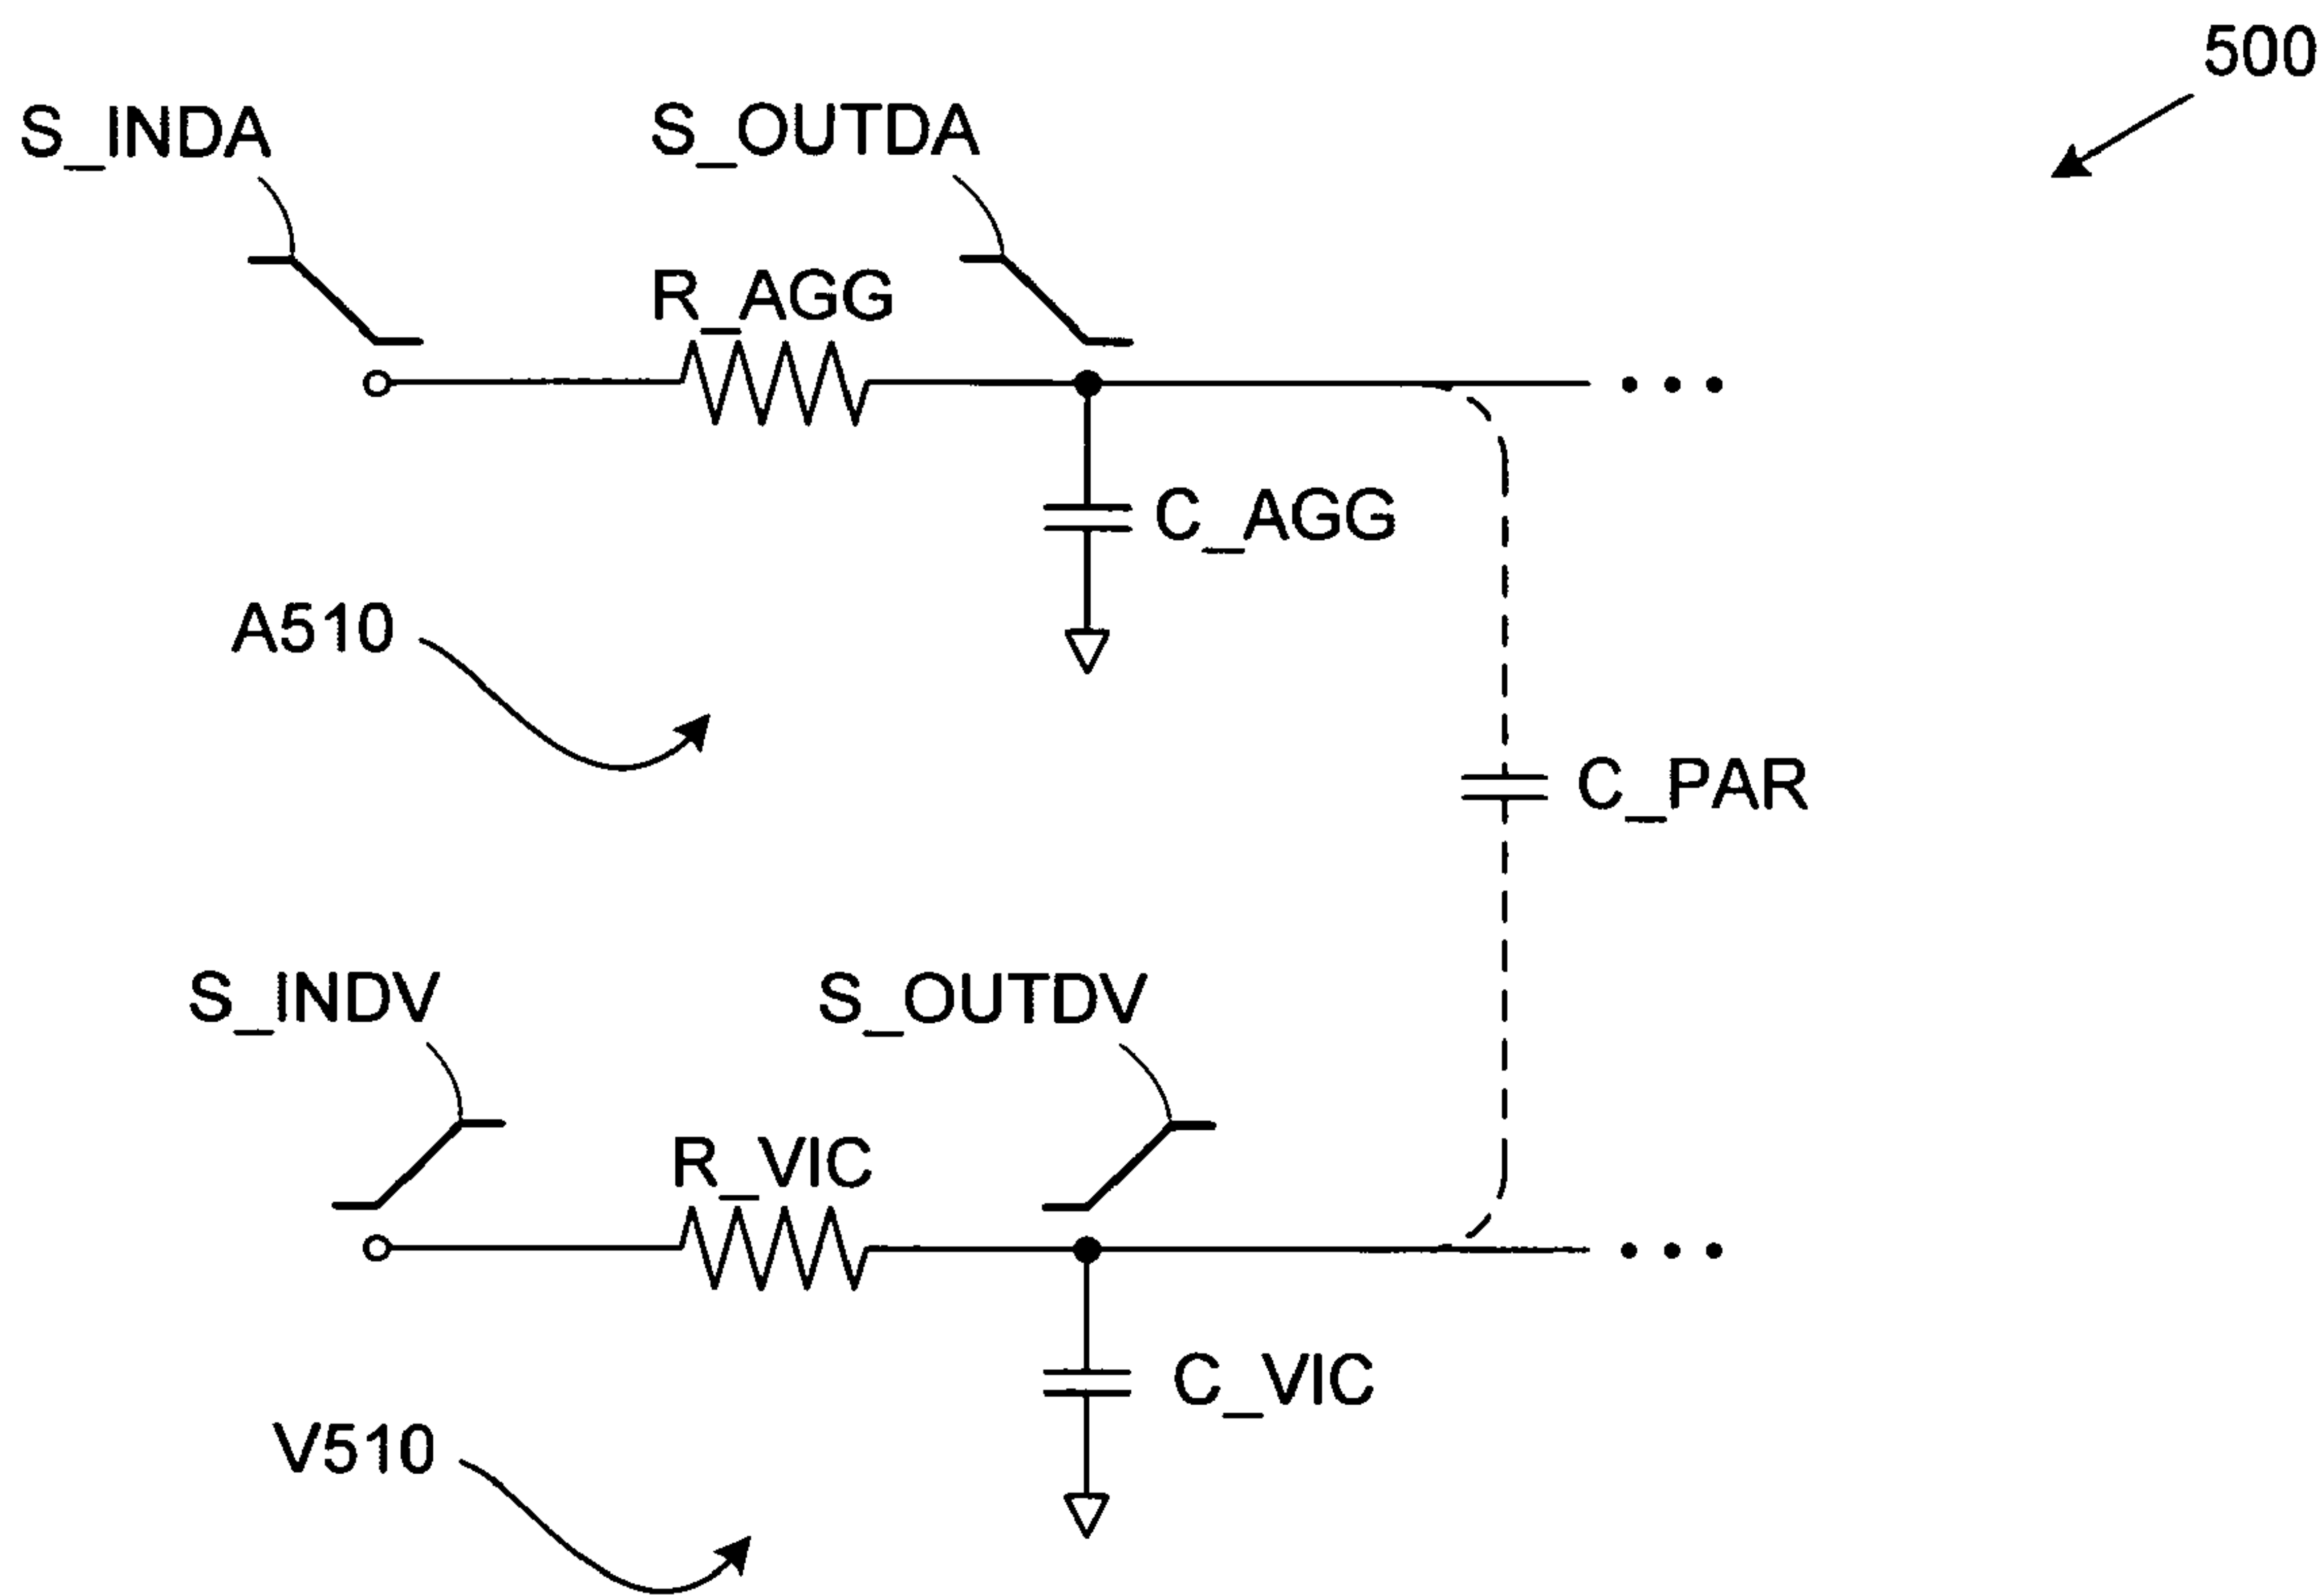 500
S_INDA
S_OUTDA
R_AGG
C_AGG
A510
C_PAR
S_INDV
S_OUTDV
R_VIC
C_VIC
V510